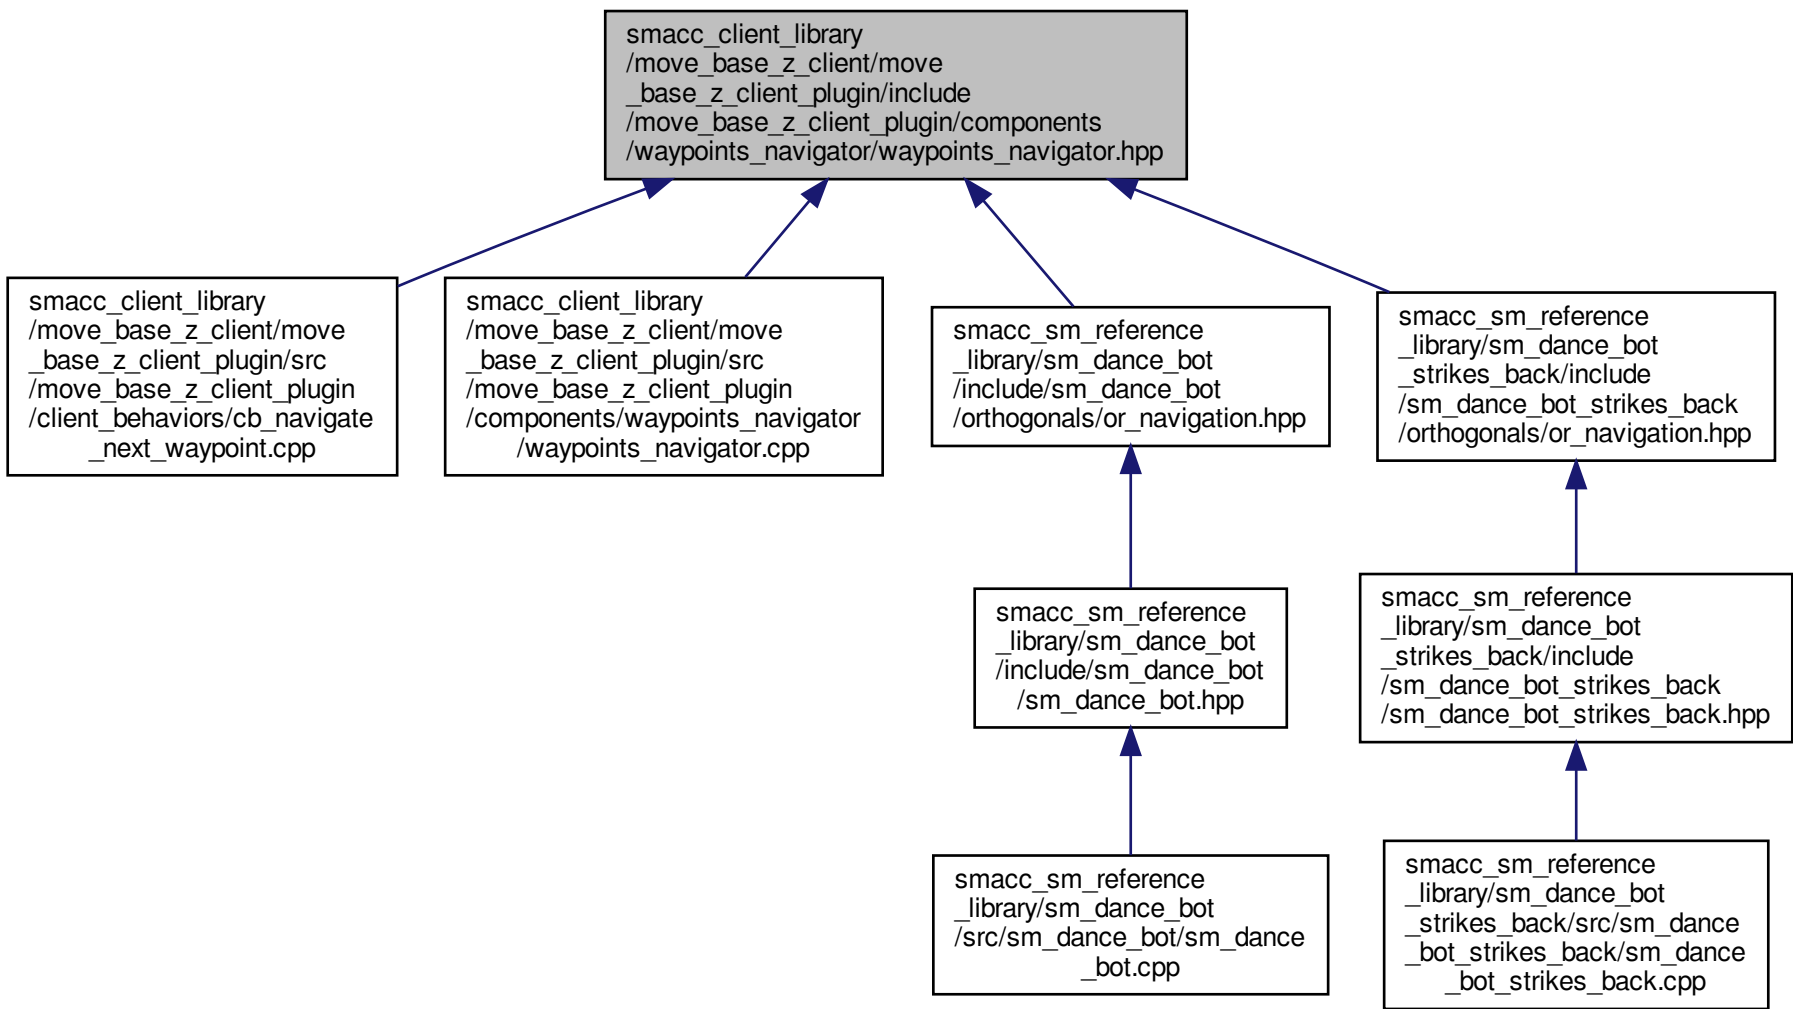 smacc_client_library
/move_base_z_client/move
_base_z_client_plugin/include
/move_base_z_client_plugin/components
/waypoints_navigator/waypoints_navigator.hpp
smacc_client_library
/move_base_z_client/move
_base_z_client_plugin/src
/move_base_z_client_plugin
/client_behaviors/cb_navigate
_next_waypoint.cpp
smacc_client_library
/move_base_z_client/move
_base_z_client_plugin/src
/move_base_z_client_plugin
/components/waypoints_navigator
/waypoints_navigator.cpp
smacc_sm_reference
_library/sm_dance_bot
/include/sm_dance_bot
/orthogonals/or_navigation.hpp
smacc_sm_reference
_library/sm_dance_bot
_strikes_back/include
/sm_dance_bot_strikes_back
/orthogonals/or_navigation.hpp
smacc_sm_reference
_library/sm_dance_bot
/include/sm_dance_bot
/sm_dance_bot.hpp
smacc_sm_reference
_library/sm_dance_bot
_strikes_back/include
/sm_dance_bot_strikes_back
/sm_dance_bot_strikes_back.hpp
smacc_sm_reference
_library/sm_dance_bot
/src/sm_dance_bot/sm_dance
_bot.cpp
smacc_sm_reference
_library/sm_dance_bot
_strikes_back/src/sm_dance
_bot_strikes_back/sm_dance
_bot_strikes_back.cpp